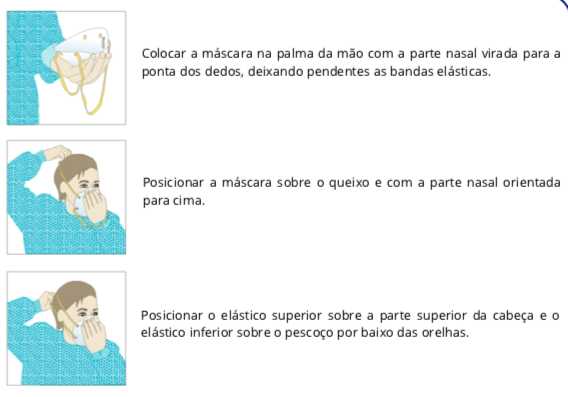 Colocar a máscara na palma da mão com a parte nasal virada para a
ponta dos dedos, deixando pendentes as bandas elásticas.
Posicionar a máscara sobre o queixo e com a parte nasal orientada
para cima.
Posicionar o elástico superior sobre a parte superior da cabeça e o
elástico inferior sobre o pescoço por baixo das orelhas.